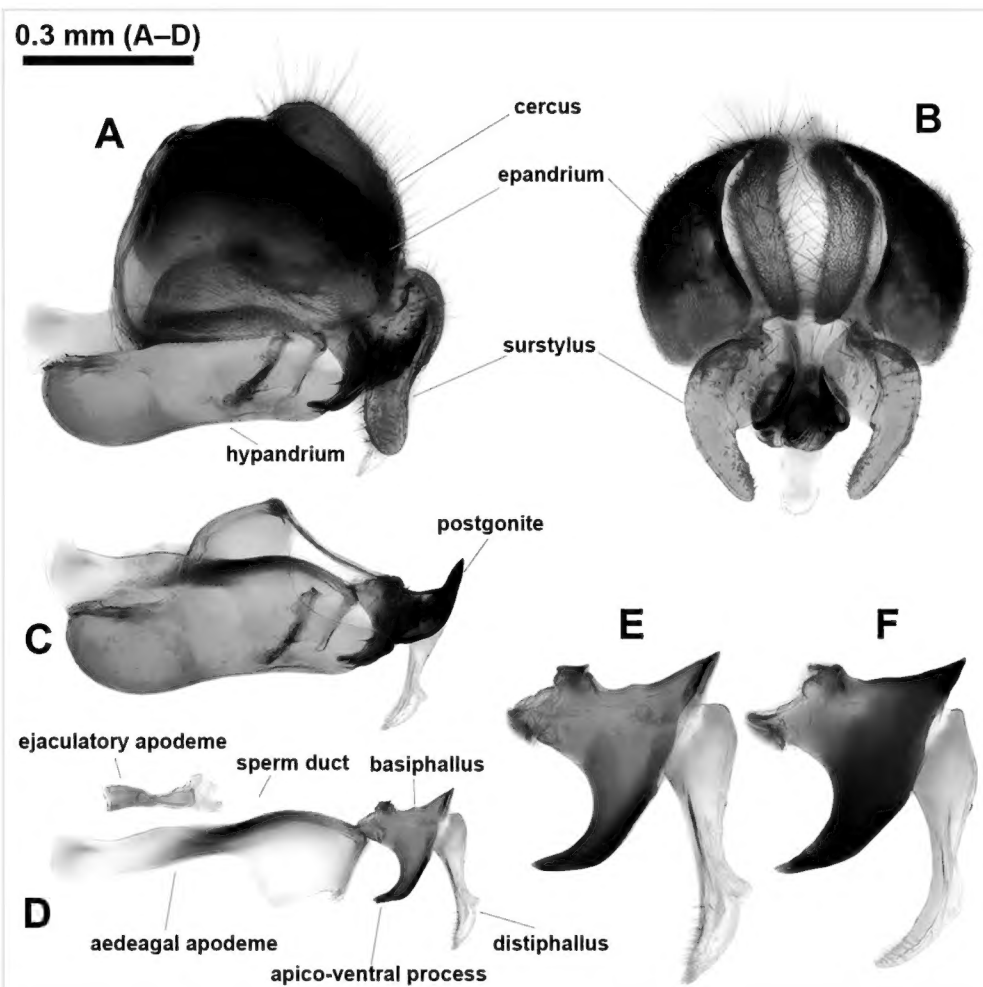 0.3 mm (A–D)
A
cercus
B
epandrium
surstylus
hypandrium
postgonite
C
E
F
ejaculatory apodeme
sperm duct
basiphallus
D
aedeagal apodeme
distiphallus
apico-ventral process